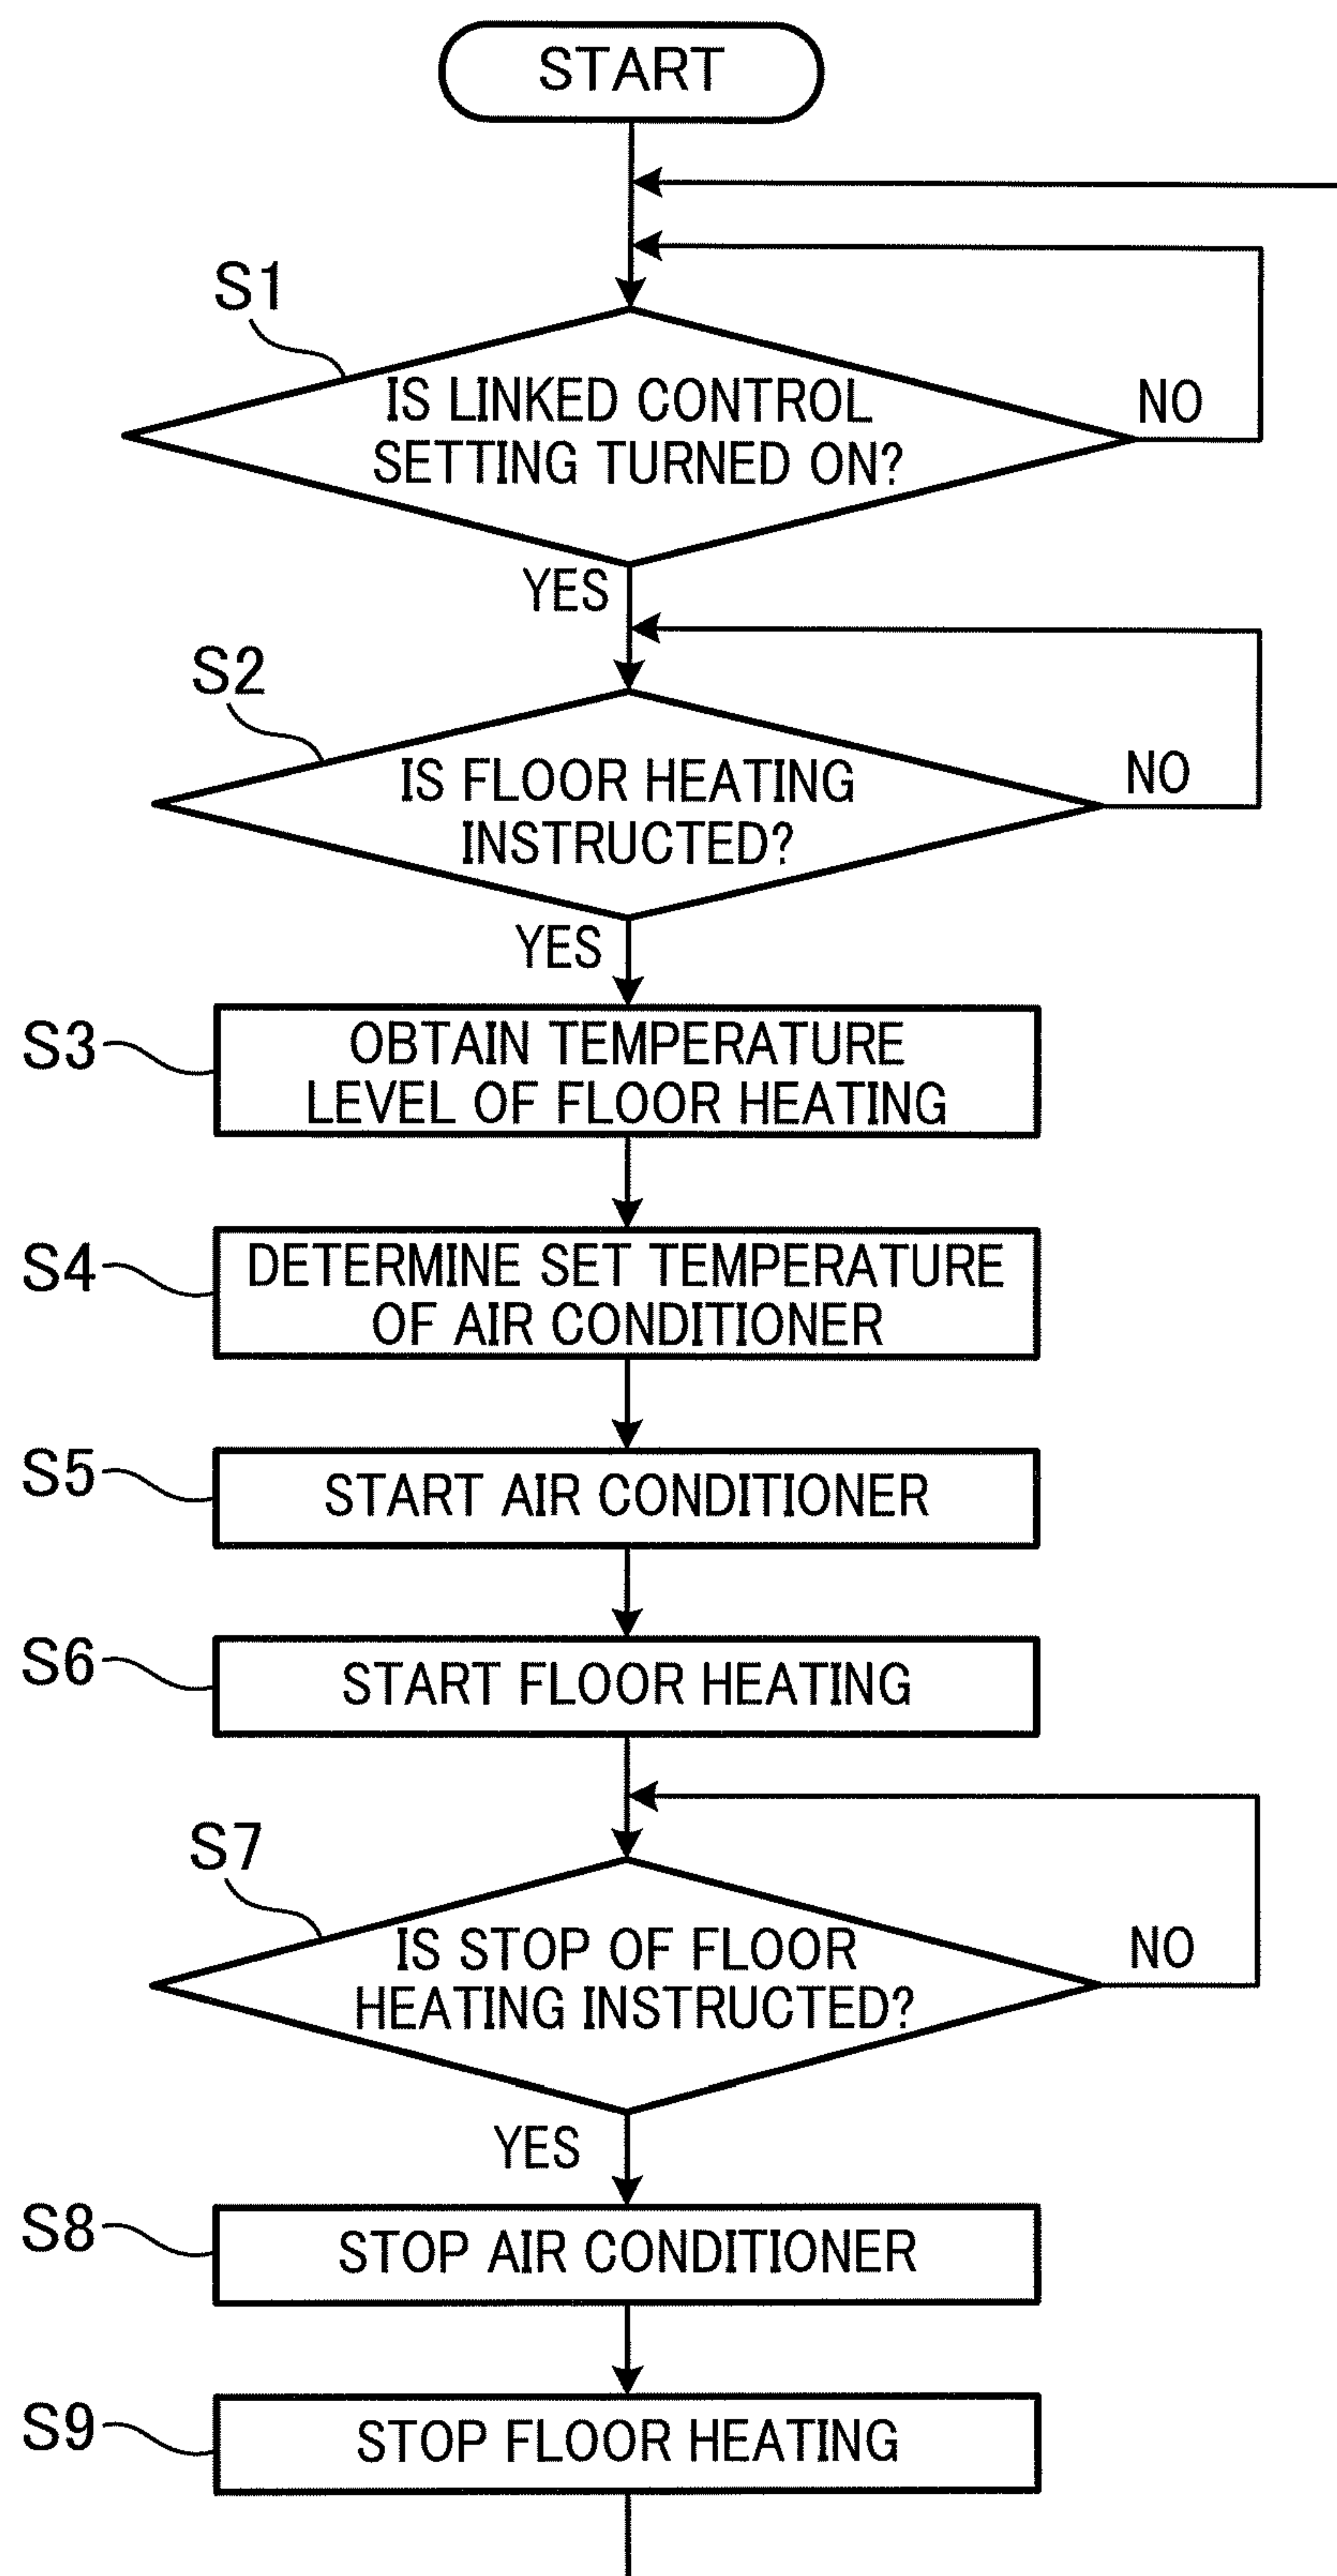 START
S1
IS LINKED CONTROL
SETTING TURNED ON?
NO
YES
S2
IS FLOOR HEATING
INSTRUCTED?
NO
YES
S3
OBTAIN TEMPERATURE
LEVEL OF FLOOR HEATING
S4
DETERMINE SET TEMPERATURE
OF AIR CONDITIONER
S5
START AIR CONDITIONER
S6
START FLOOR HEATING
S7
IS STOP OF FLOOR
HEATING INSTRUCTED?
NO
YES
S8
STOP AIR CONDITIONER
S9
STOP FLOOR HEATING